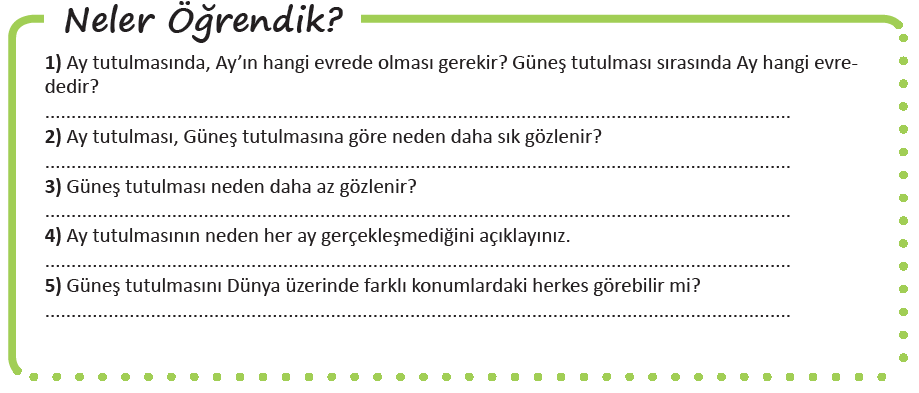 Neler Öğrendik?
1) Ay tutulmasında, Ay’ın hangi evrede olması gerekir? Güneş tutulması sırasında Ay hangi evre-
dedir?
....................................................................................................................................................
2) Ay tutulması, Güneş tutulmasına göre neden daha sık gözlenir?
....................................................................................................................................................
3) Güneş tutulması neden daha az gözlenir?
....................................................................................................................................................
4) Ay tutulmasının neden her ay gerçekleşmediğini açıklayınız.
....................................................................................................................................................
5) Güneş tutulmasını Dünya üzerinde farklı konumlardaki herkes görebilir mi?
....................................................................................................................................................